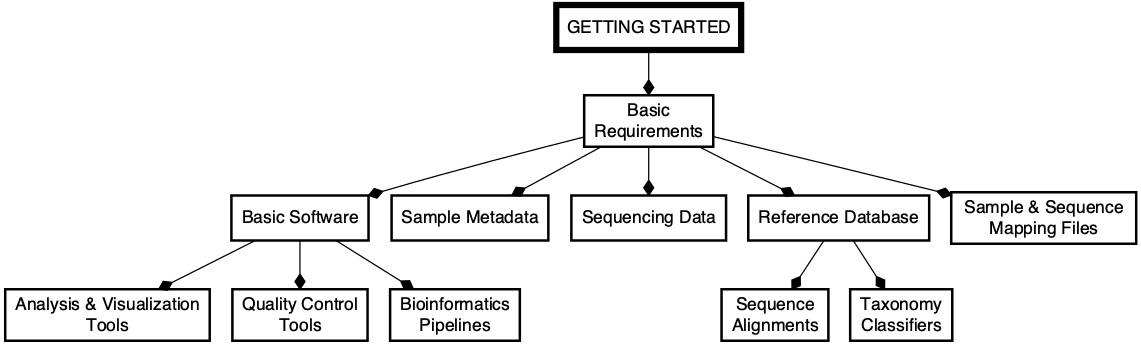 GETTING STARTED
Basic
Requirements
Basic Software
Sample Metadata
Sequencing Data
Reference Database
Sample & Sequence
Mapping Files
Analysis & Visualization
Tools
Quality Control
Tools
Bioinformatics
Pipelines
Sequence
Alignments
Taxonomy
Classifiers